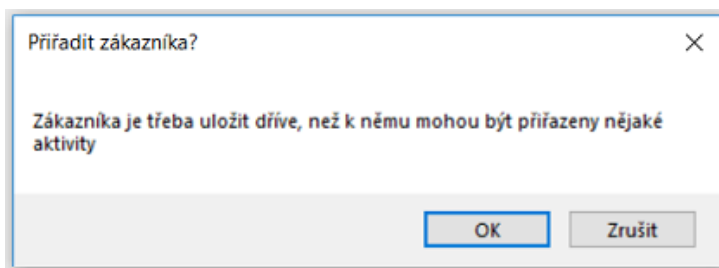 Přiřadit zákazníka?
Zákazníka je třeba uložit dříve, než k němu mohou být přiřazeny nějaké
aktivity
OK
Zrušit